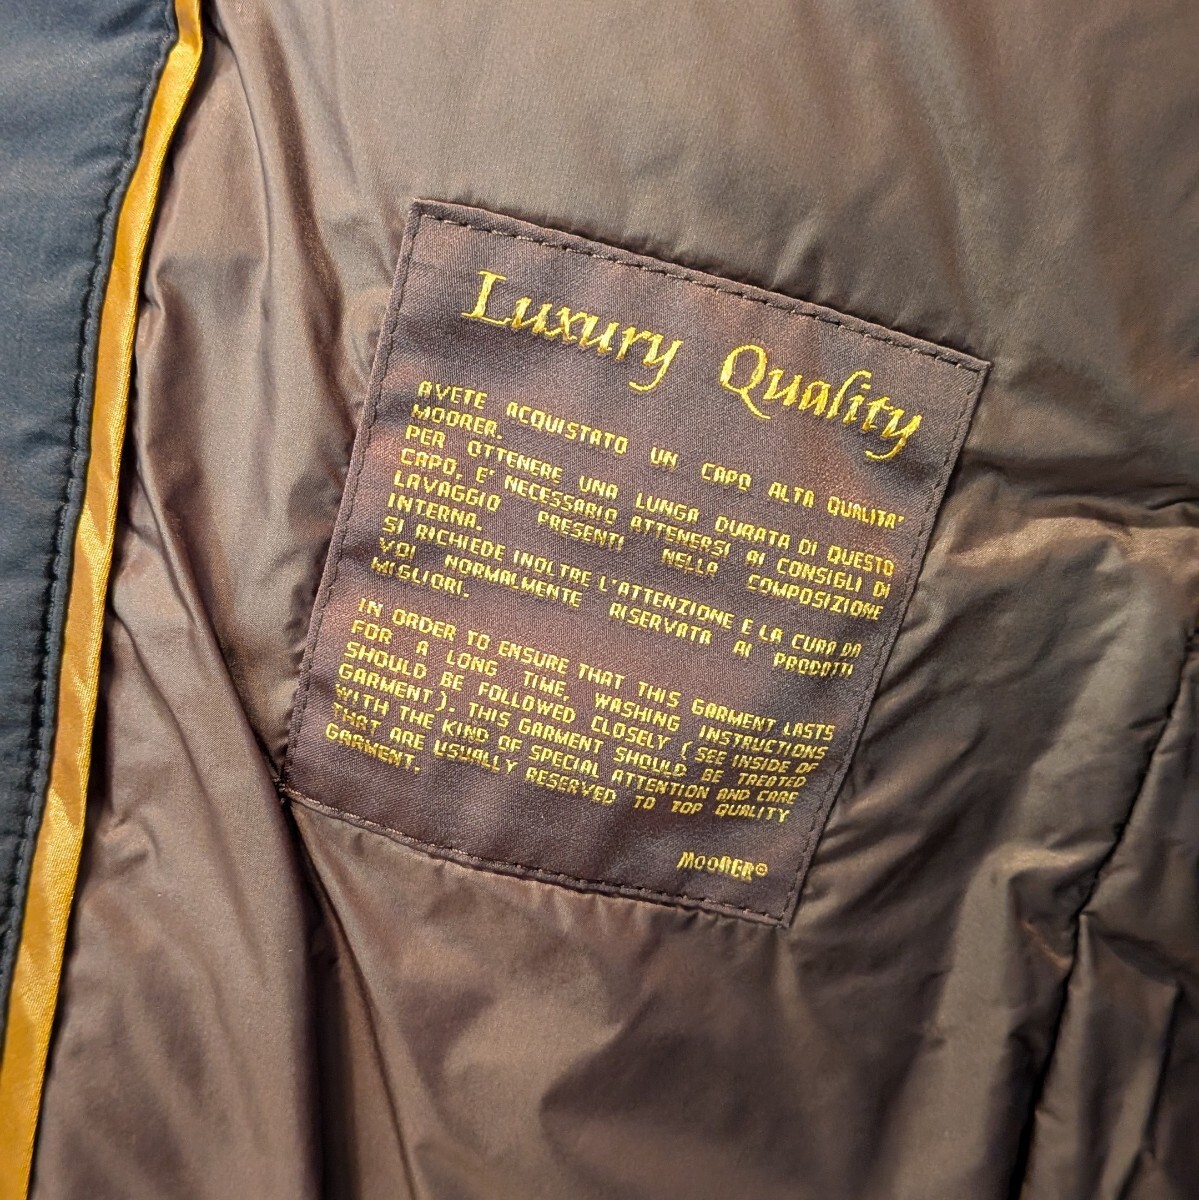 Luxury Quality
AVETE ACQUISTATO UN CAPO ALTA QUALITA'
MOORER.
PER OTTENERE UNA LUNGA DURATA DI QUESTO
CAPO, E' NECESSARIO ATTENERSI AI CONSIGLI DI
LAVAGGIO PRESENTI NELLA COMPOSIZIONE
INTERNA.
SI RICHIEDE INOLTRE L'ATTENZIONE E LA CURA DA
VOI NORMALMENTE RISERVATA AI PRODOTTI
MIGLIORI.
IN ORDER TO ENSURE THAT THIS GARMENT LASTS
FOR A LONG TIME, WASHING INSTRUCTIONS
SHOULD BE FOLLOWED CLOSELY (SEE INSIDE OF
GARMENT). THIS GARMENT SHOULD BE TREATED
WITH THE KIND OF SPECIAL ATTENTION AND CARE
THAT ARE USUALLY RESERVED TO TOP QUALITY
GARMENT.
MOORER©